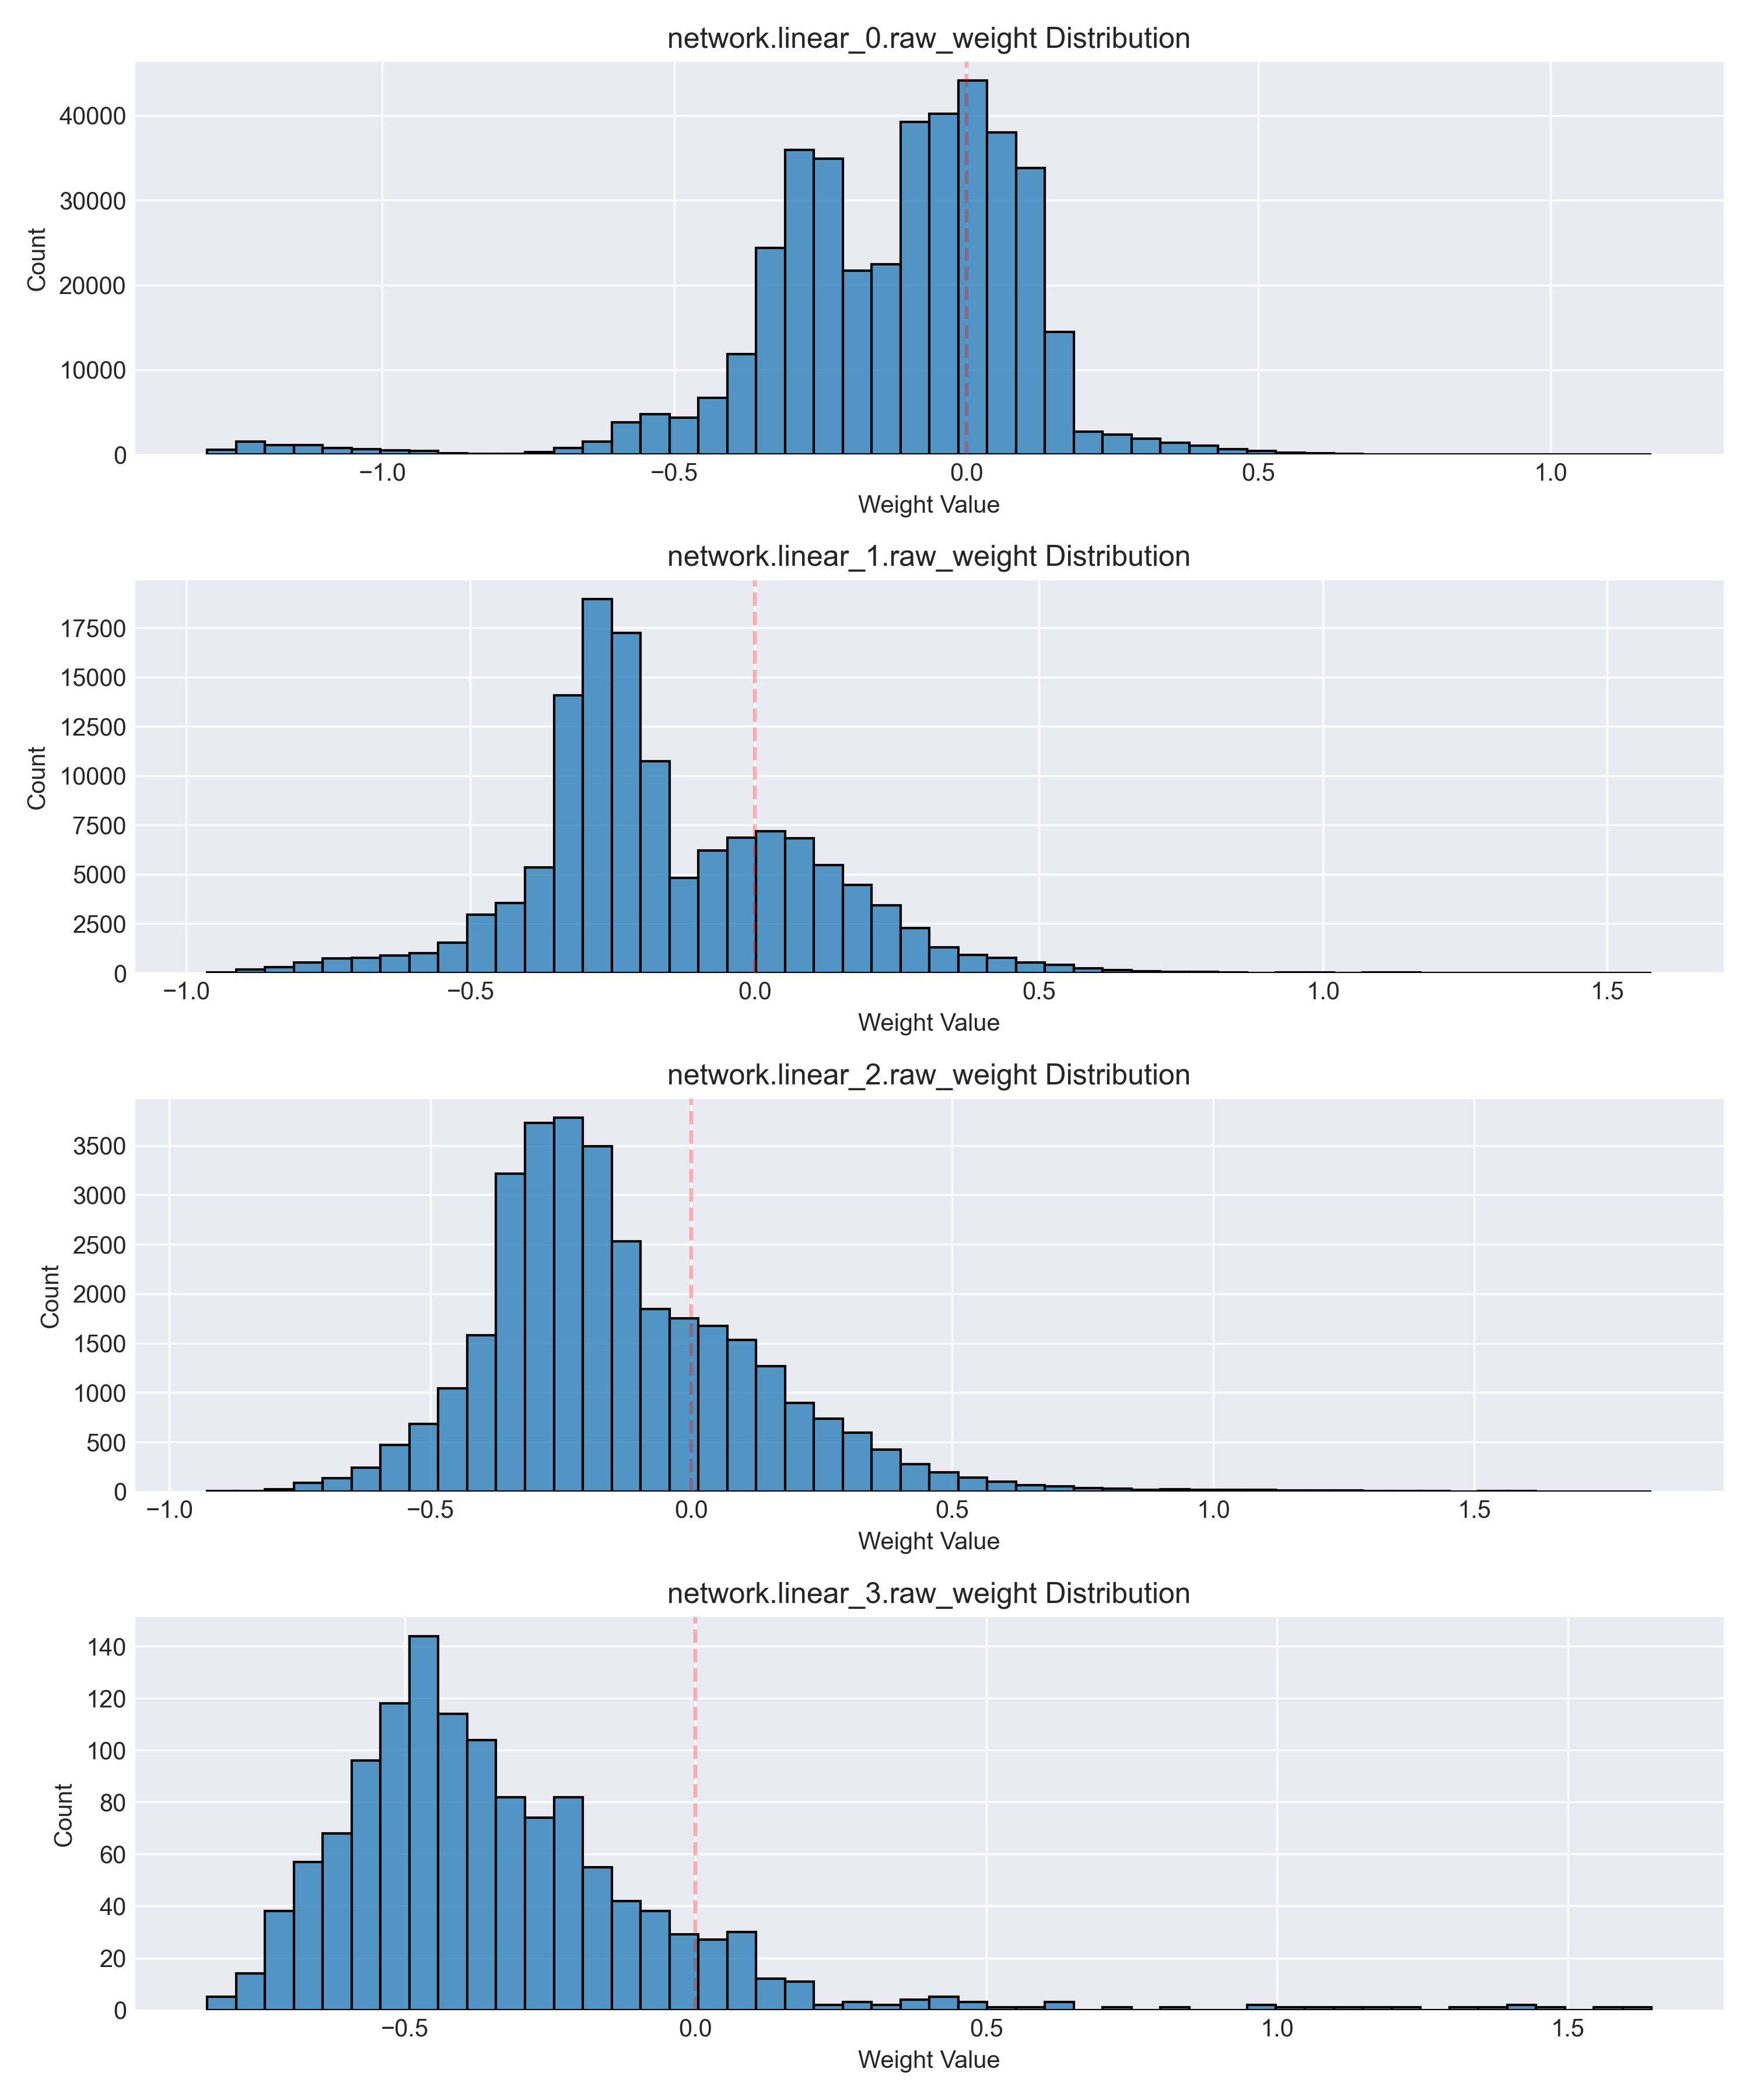 network.linear_0.raw_weight Distribution
Count
40000
30000
20000
10000
0
−1.0 −0.5 0.0 0.5 1.0
Weight Value
network.linear_1.raw_weight Distribution
Count
17500
15000
12500
10000
7500
5000
2500
0
−1.0 −0.5 0.0 0.5 1.0 1.5
Weight Value
network.linear_2.raw_weight Distribution
Count
3500
3000
2500
2000
1500
1000
500
0
−1.0 −0.5 0.0 0.5 1.0 1.5
Weight Value
network.linear_3.raw_weight Distribution
Count
140
120
100
80
60
40
20
0
−0.5 0.0 0.5 1.0 1.5
Weight Value